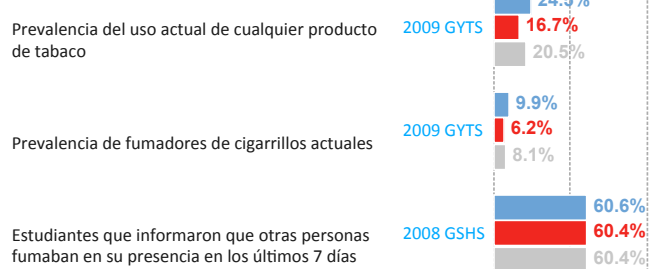 24.5%
Prevalencia del uso actual de cualquier producto
de tabaco
2009 GYTS
16.7%
20.5%
Prevalencia de fumadores de cigarrillos actuales
2009 GYTS
9.9%
6.2%
8.1%
Estudiantes que informaron que otras personas
fumaban en su presencia en los últimos 7 días
2008 GSHS
60.6%
60.4%
60.4%